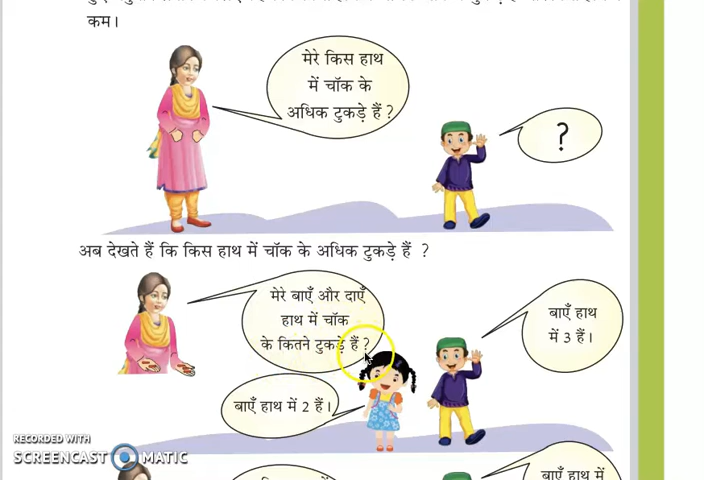 कम।
मेरे किस हाथ
में चॉक के
अधिक टुकड़े हैं ?
?
अब देखते हैं कि किस हाथ में चॉक के अधिक टुकड़े हैं ?
मेरे बाएँ और दाएँ
हाथ में चॉक
के कितने टुकड़े हैं ?
बाएँ हाथ
में 3 हैं।
बाएँ हाथ में 2 हैं।
RECORDED WITH
SCREENCAST MATIC
बाएँ हाथ में